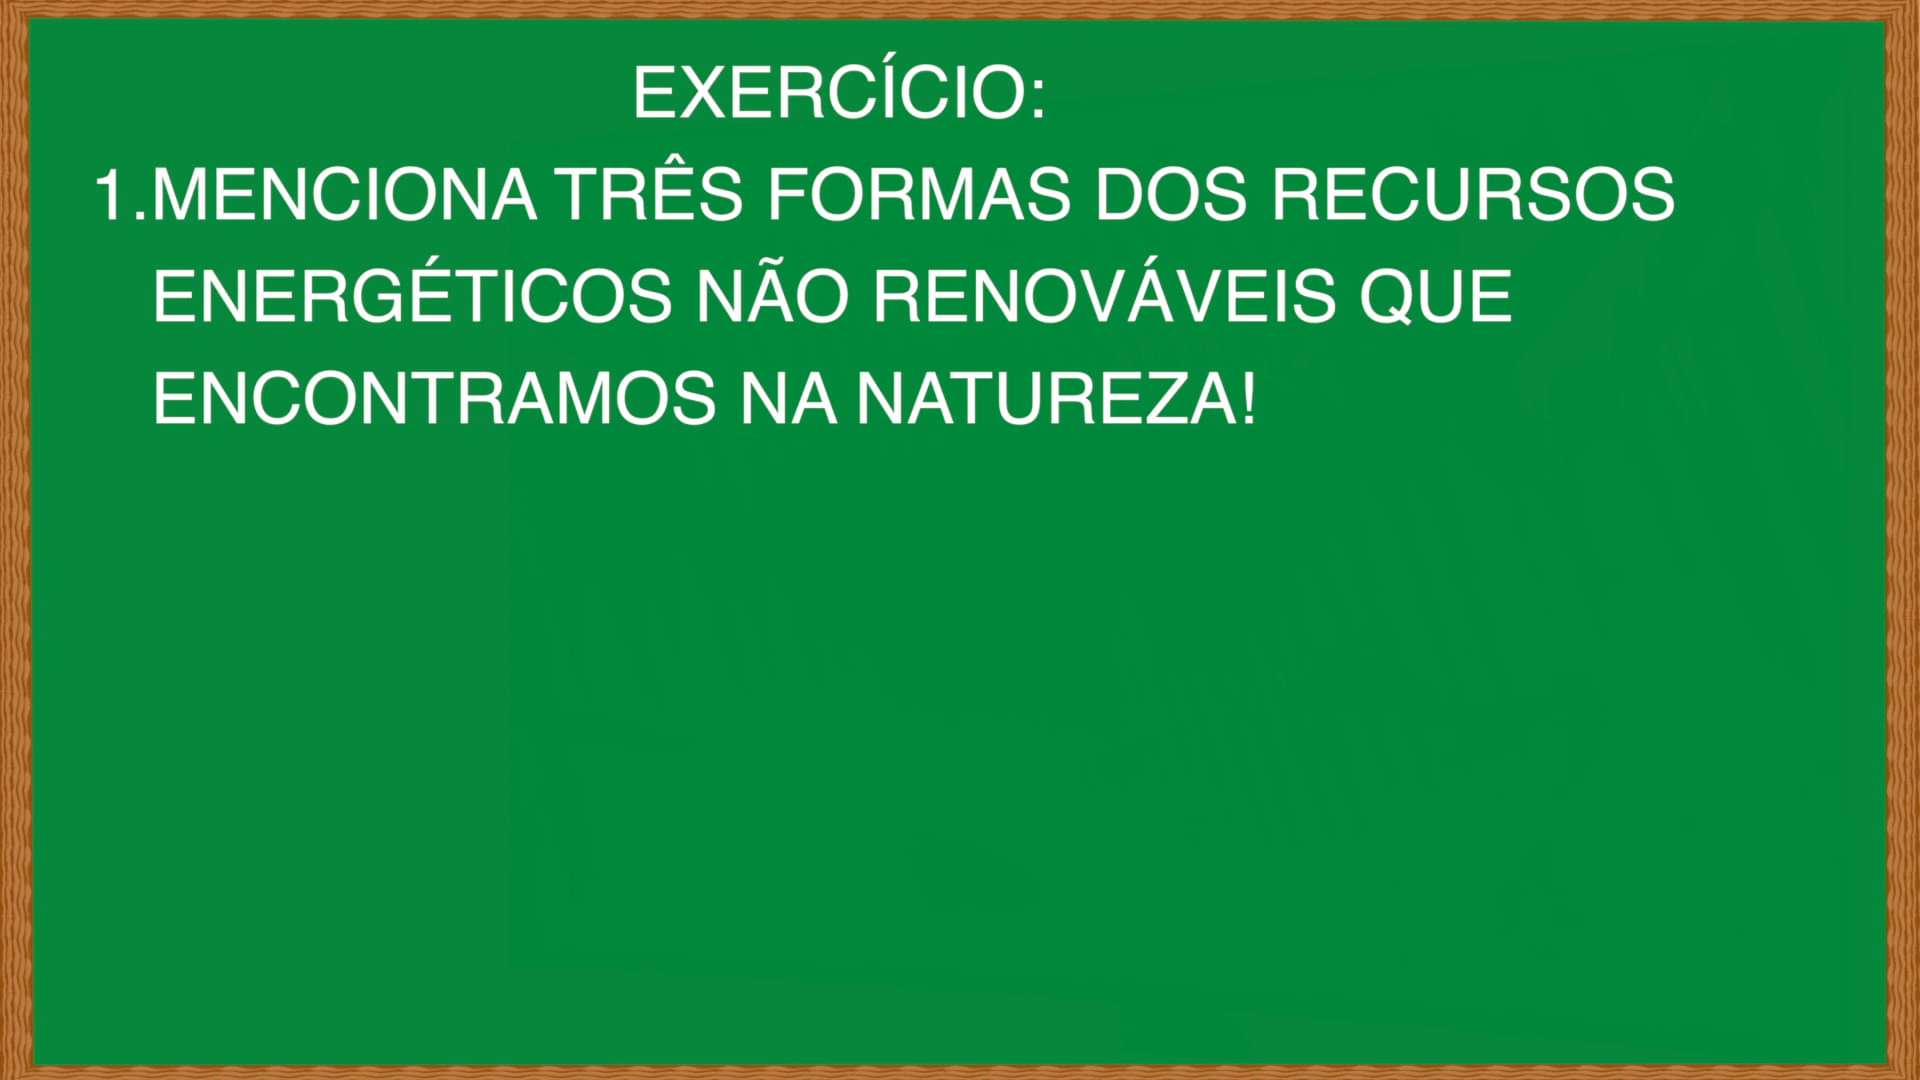 EXERCÍCIO:
1.MENCIONA TRÊS FORMAS DOS RECURSOS
ENERGÉTICOS NÃO RENOVÁVEIS QUE
ENCONTRAMOS NA NATUREZA!